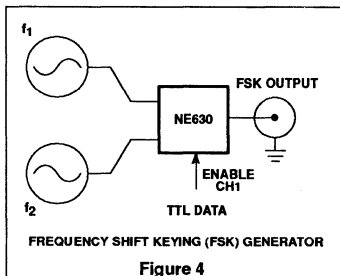 f1
FSK OUTPUT
NE630
ENABLE
CH1
f2
TTL DATA
FREQUENCY SHIFT KEYING (FSK) GENERATOR
Figure 4